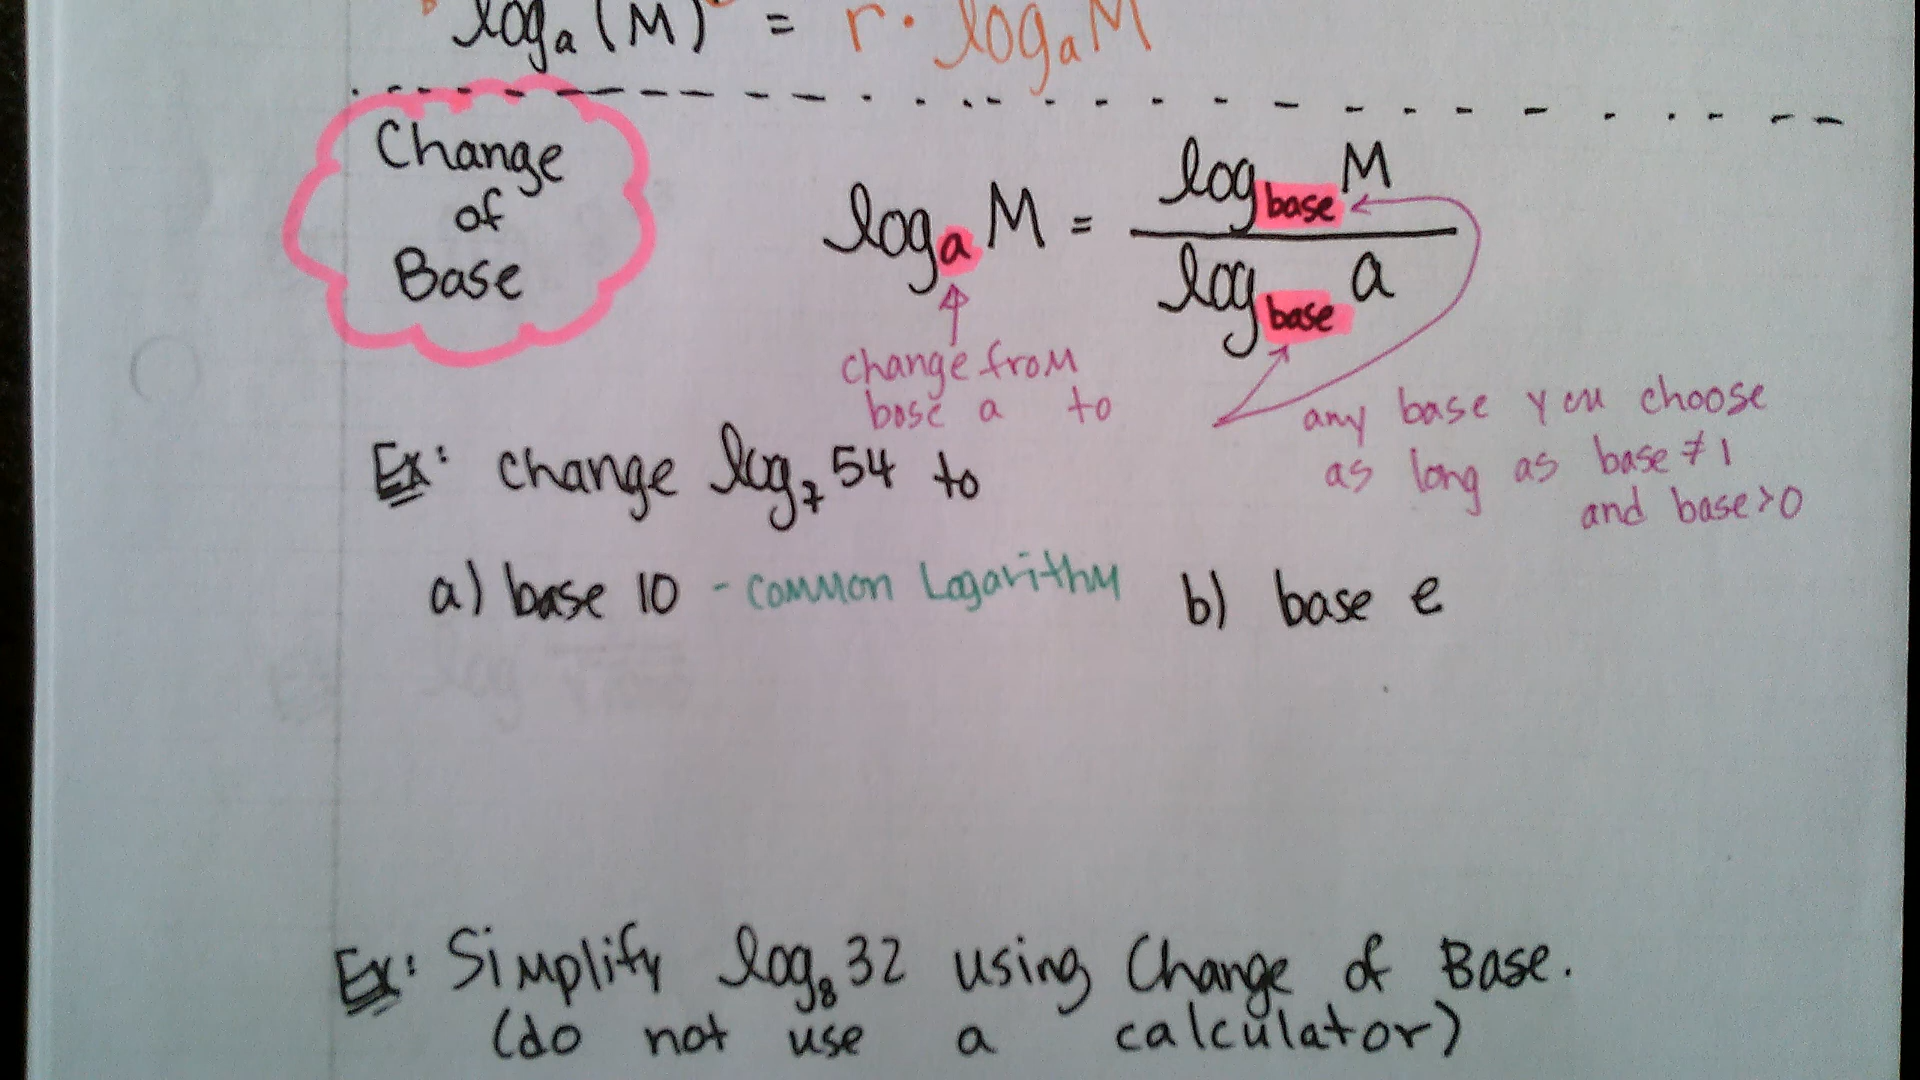 logₐ(M) = r · logₐM
Change
of
Base
logₐ M = log_base M / log_base a
change from
base a to
any base you choose
as long as base ≠ 1
and base > 0
Ex: change log₇ 54 to
a) base 10 - common Logarithm
b) base e
Ex: Simplify log₈ 32 using Change of Base.
(do not use a calculator)